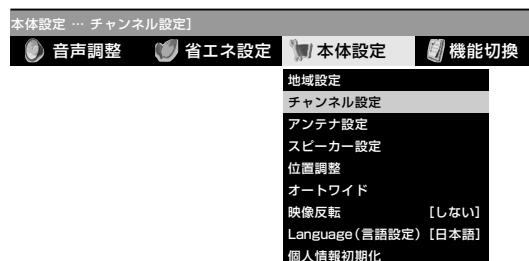 本体設定 … チャンネル設定]
音声調整 省エネ設定 本体設定 機能切換
地域設定
チャンネル設定
アンテナ設定
スピーカー設定
位置調整
オートワイド
映像反転 [しない]
Language(言語設定) [日本語]
個人情報初期化